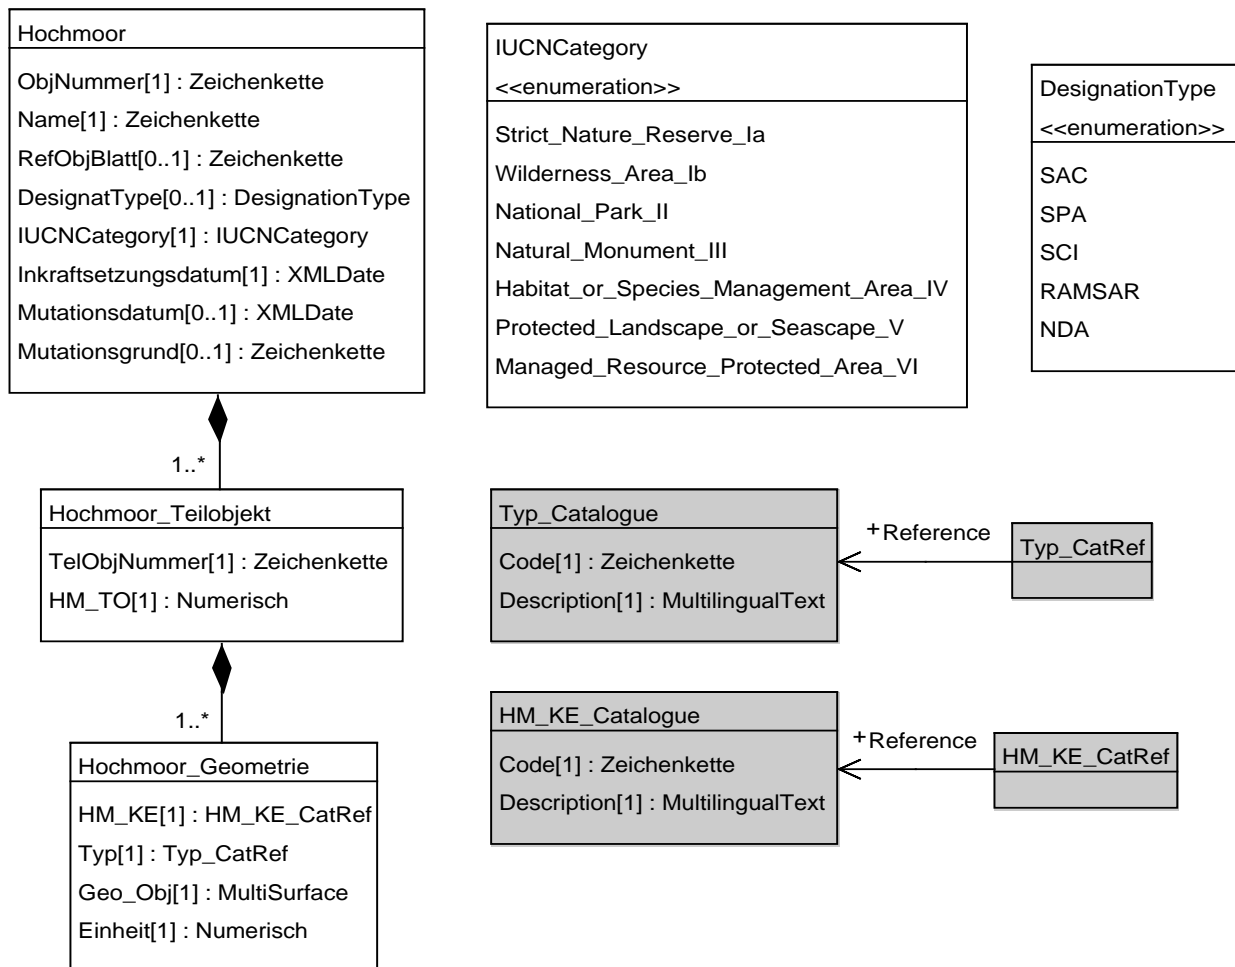 Hochmoor
ObjNummer[1] : Zeichenkette
Name[1] : Zeichenkette
RefObjBlatt[0..1] : Zeichenkette
DesignatType[0..1] : DesignationType
IUCNCategory[1] : IUCNCategory
Inkraftsetzungsdatum[1] : XMLDate
Mutationsdatum[0..1] : XMLDate
Mutationsgrund[0..1] : Zeichenkette
IUCNCategory
<<enumeration>>
Strict_Nature_Reserve_Ia
Wilderness_Area_Ib
National_Park_II
Natural_Monument_III
Habitat_or_Species_Management_Area_IV
Protected_Landscape_or_Seascape_V
Managed_Resource_Protected_Area_VI
DesignationType
<<enumeration>>
SAC
SPA
SCI
RAMSAR
NDA
1..*
Hochmoor_Teilobjekt
TelObjNummer[1] : Zeichenkette
HM_TO[1] : Numerisch
Typ_Catalogue
Code[1] : Zeichenkette
Description[1] : MultilingualText
+Reference
Typ_CatRef
1..*
Hochmoor_Geometrie
HM_KE[1] : HM_KE_CatRef
Typ[1] : Typ_CatRef
Geo_Obj[1] : MultiSurface
Einheit[1] : Numerisch
HM_KE_Catalogue
Code[1] : Zeichenkette
Description[1] : MultilingualText
+Reference
HM_KE_CatRef